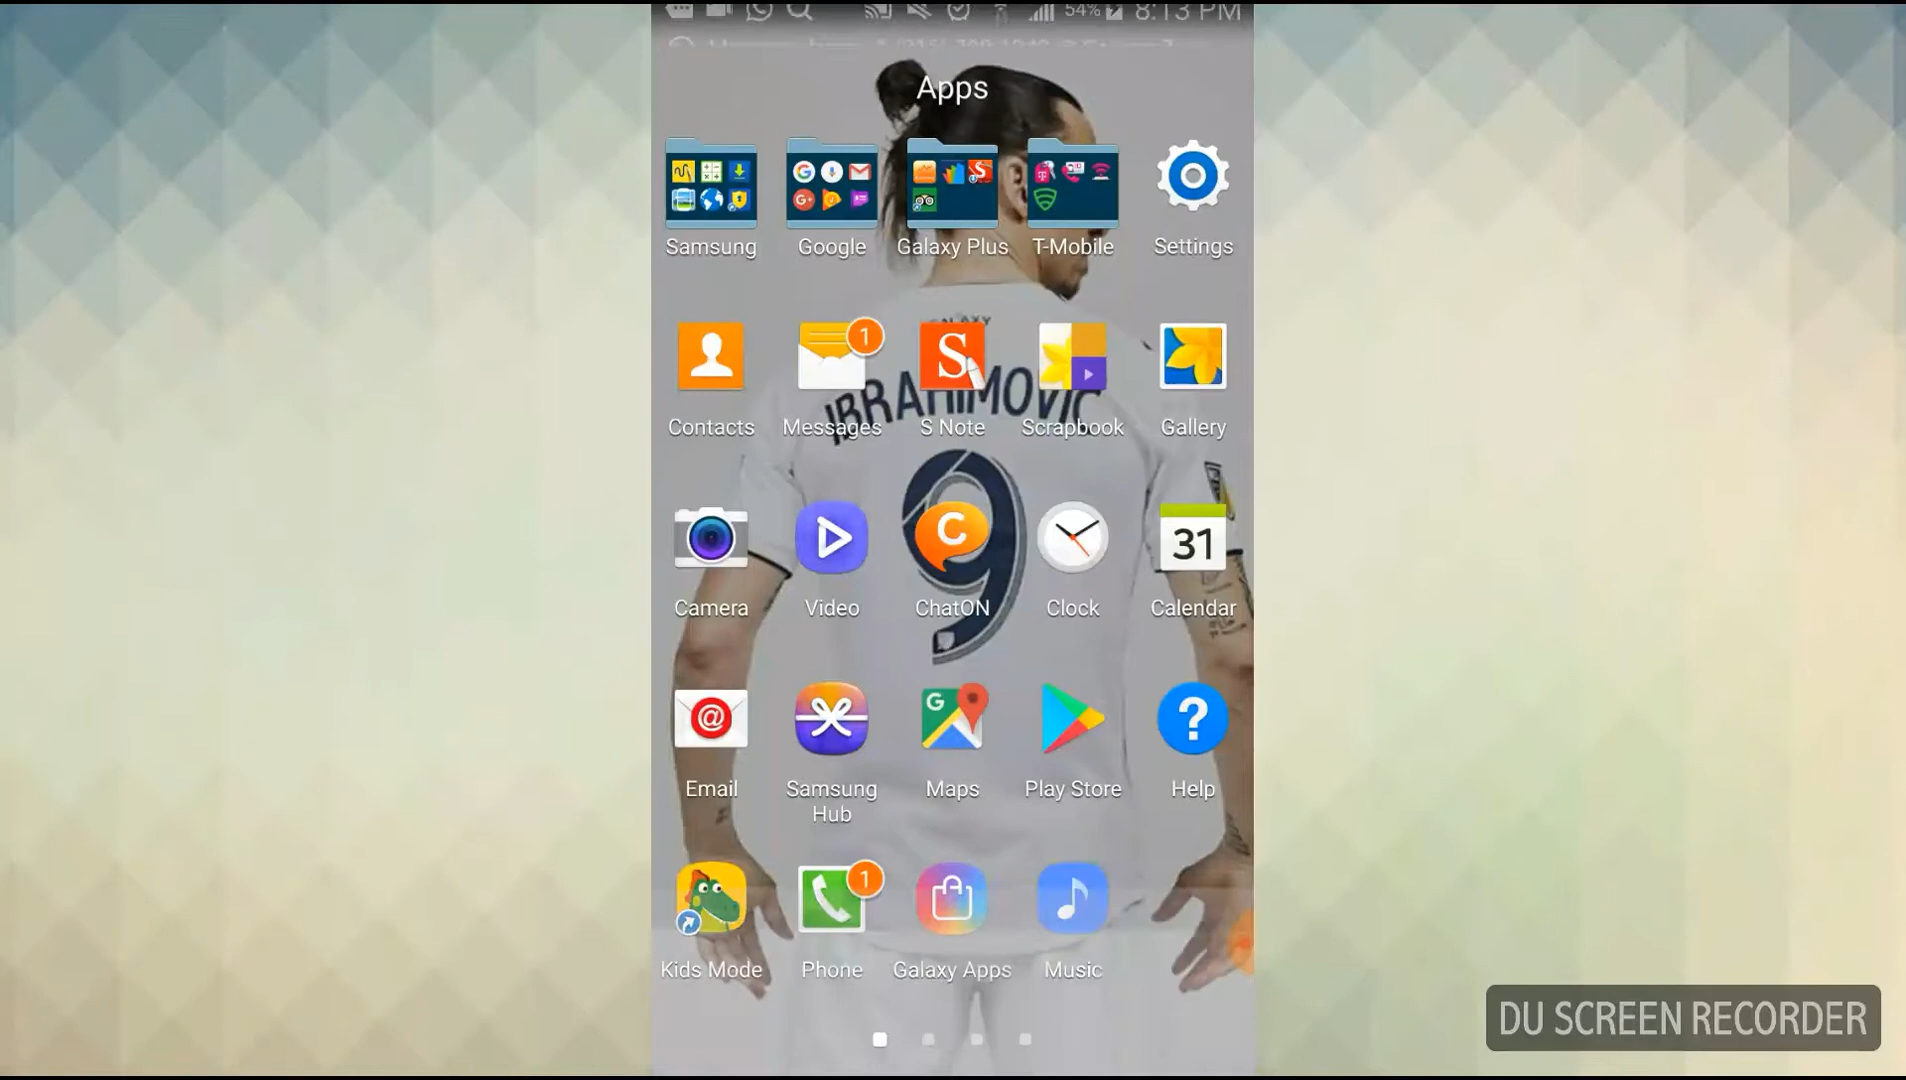 54% 8:13 PM
Apps
Samsung Google Galaxy Plus T-Mobile Settings
1
GALAXY
IBRAHIMOVIC
Contacts Messages S Note Scrapbook Gallery
9
C
31
Camera Video ChatON Clock Calendar
@ G ?
Email Samsung Hub Maps Play Store Help
1
Kids Mode Phone Galaxy Apps Music
DU SCREEN RECORDER